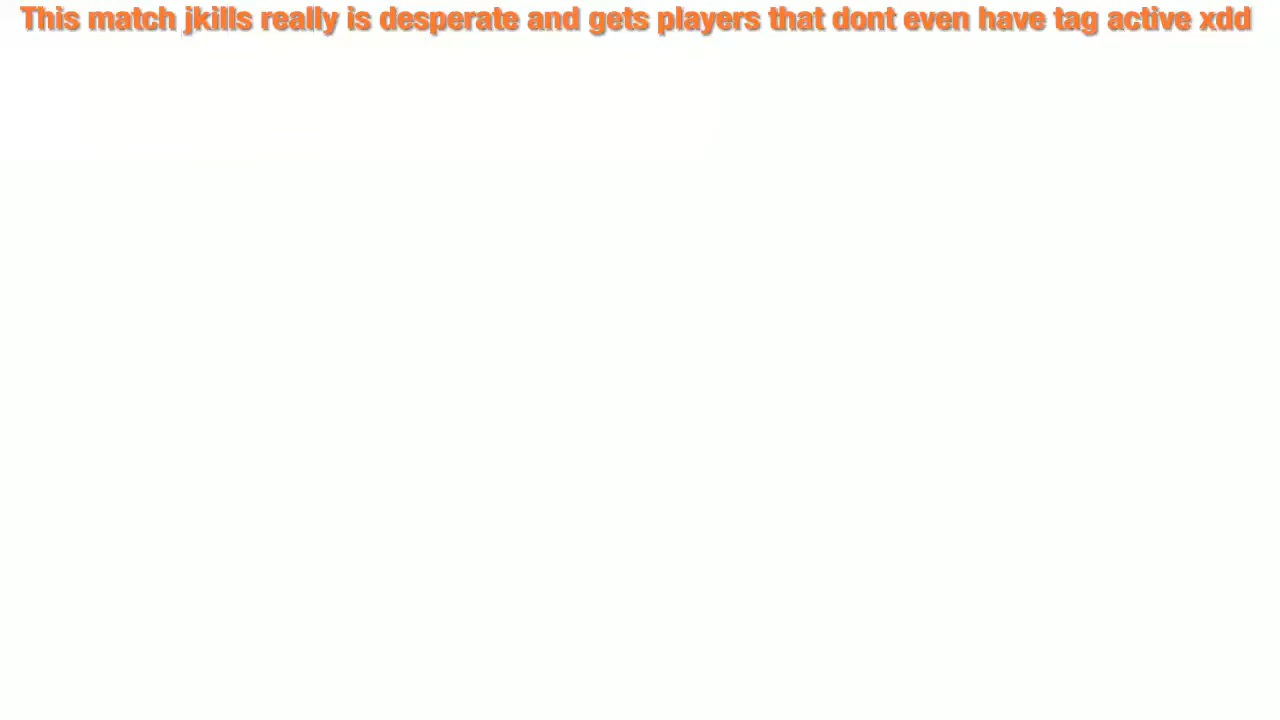 This match jkills really is desperate and gets players that dont even have tag active xdd